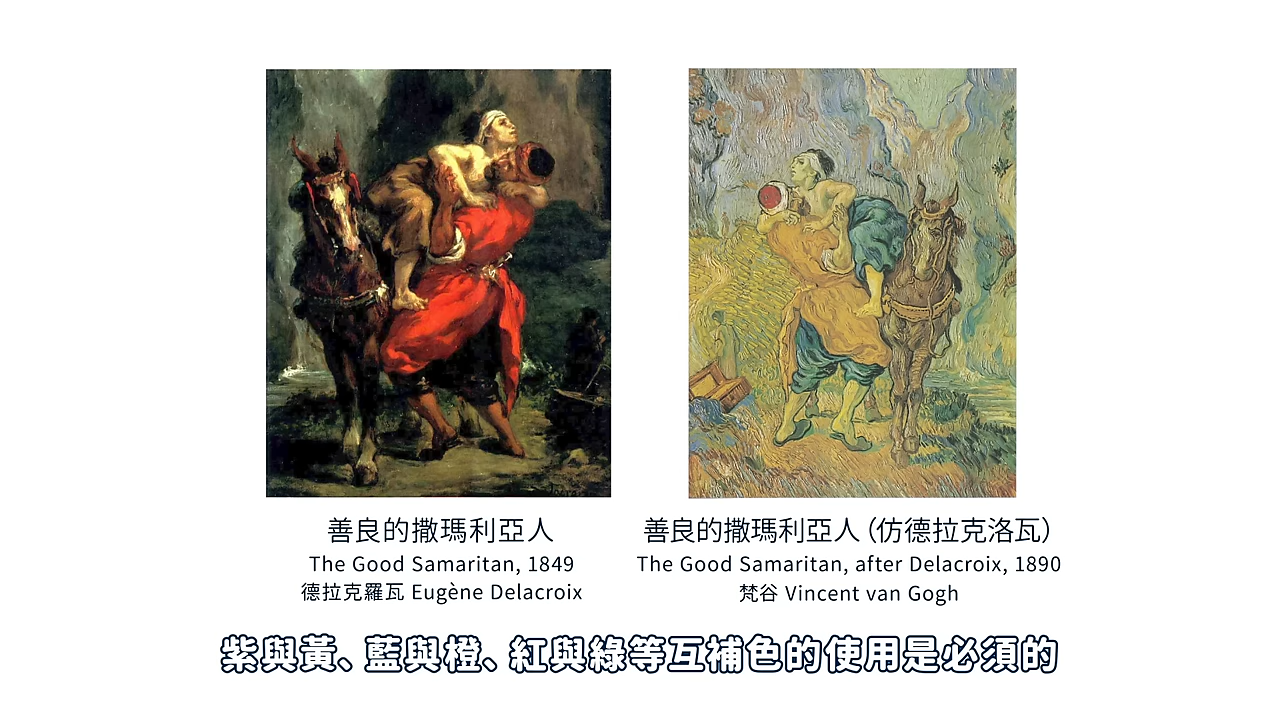 善良的撒瑪利亞人
The Good Samaritan, 1849
德拉克羅瓦 Eugène Delacroix
善良的撒瑪利亞人（仿德拉克洛瓦）
The Good Samaritan, after Delacroix, 1890
梵谷 Vincent van Gogh
紫與黃、藍與橙、紅與綠等互補色的使用是必須的